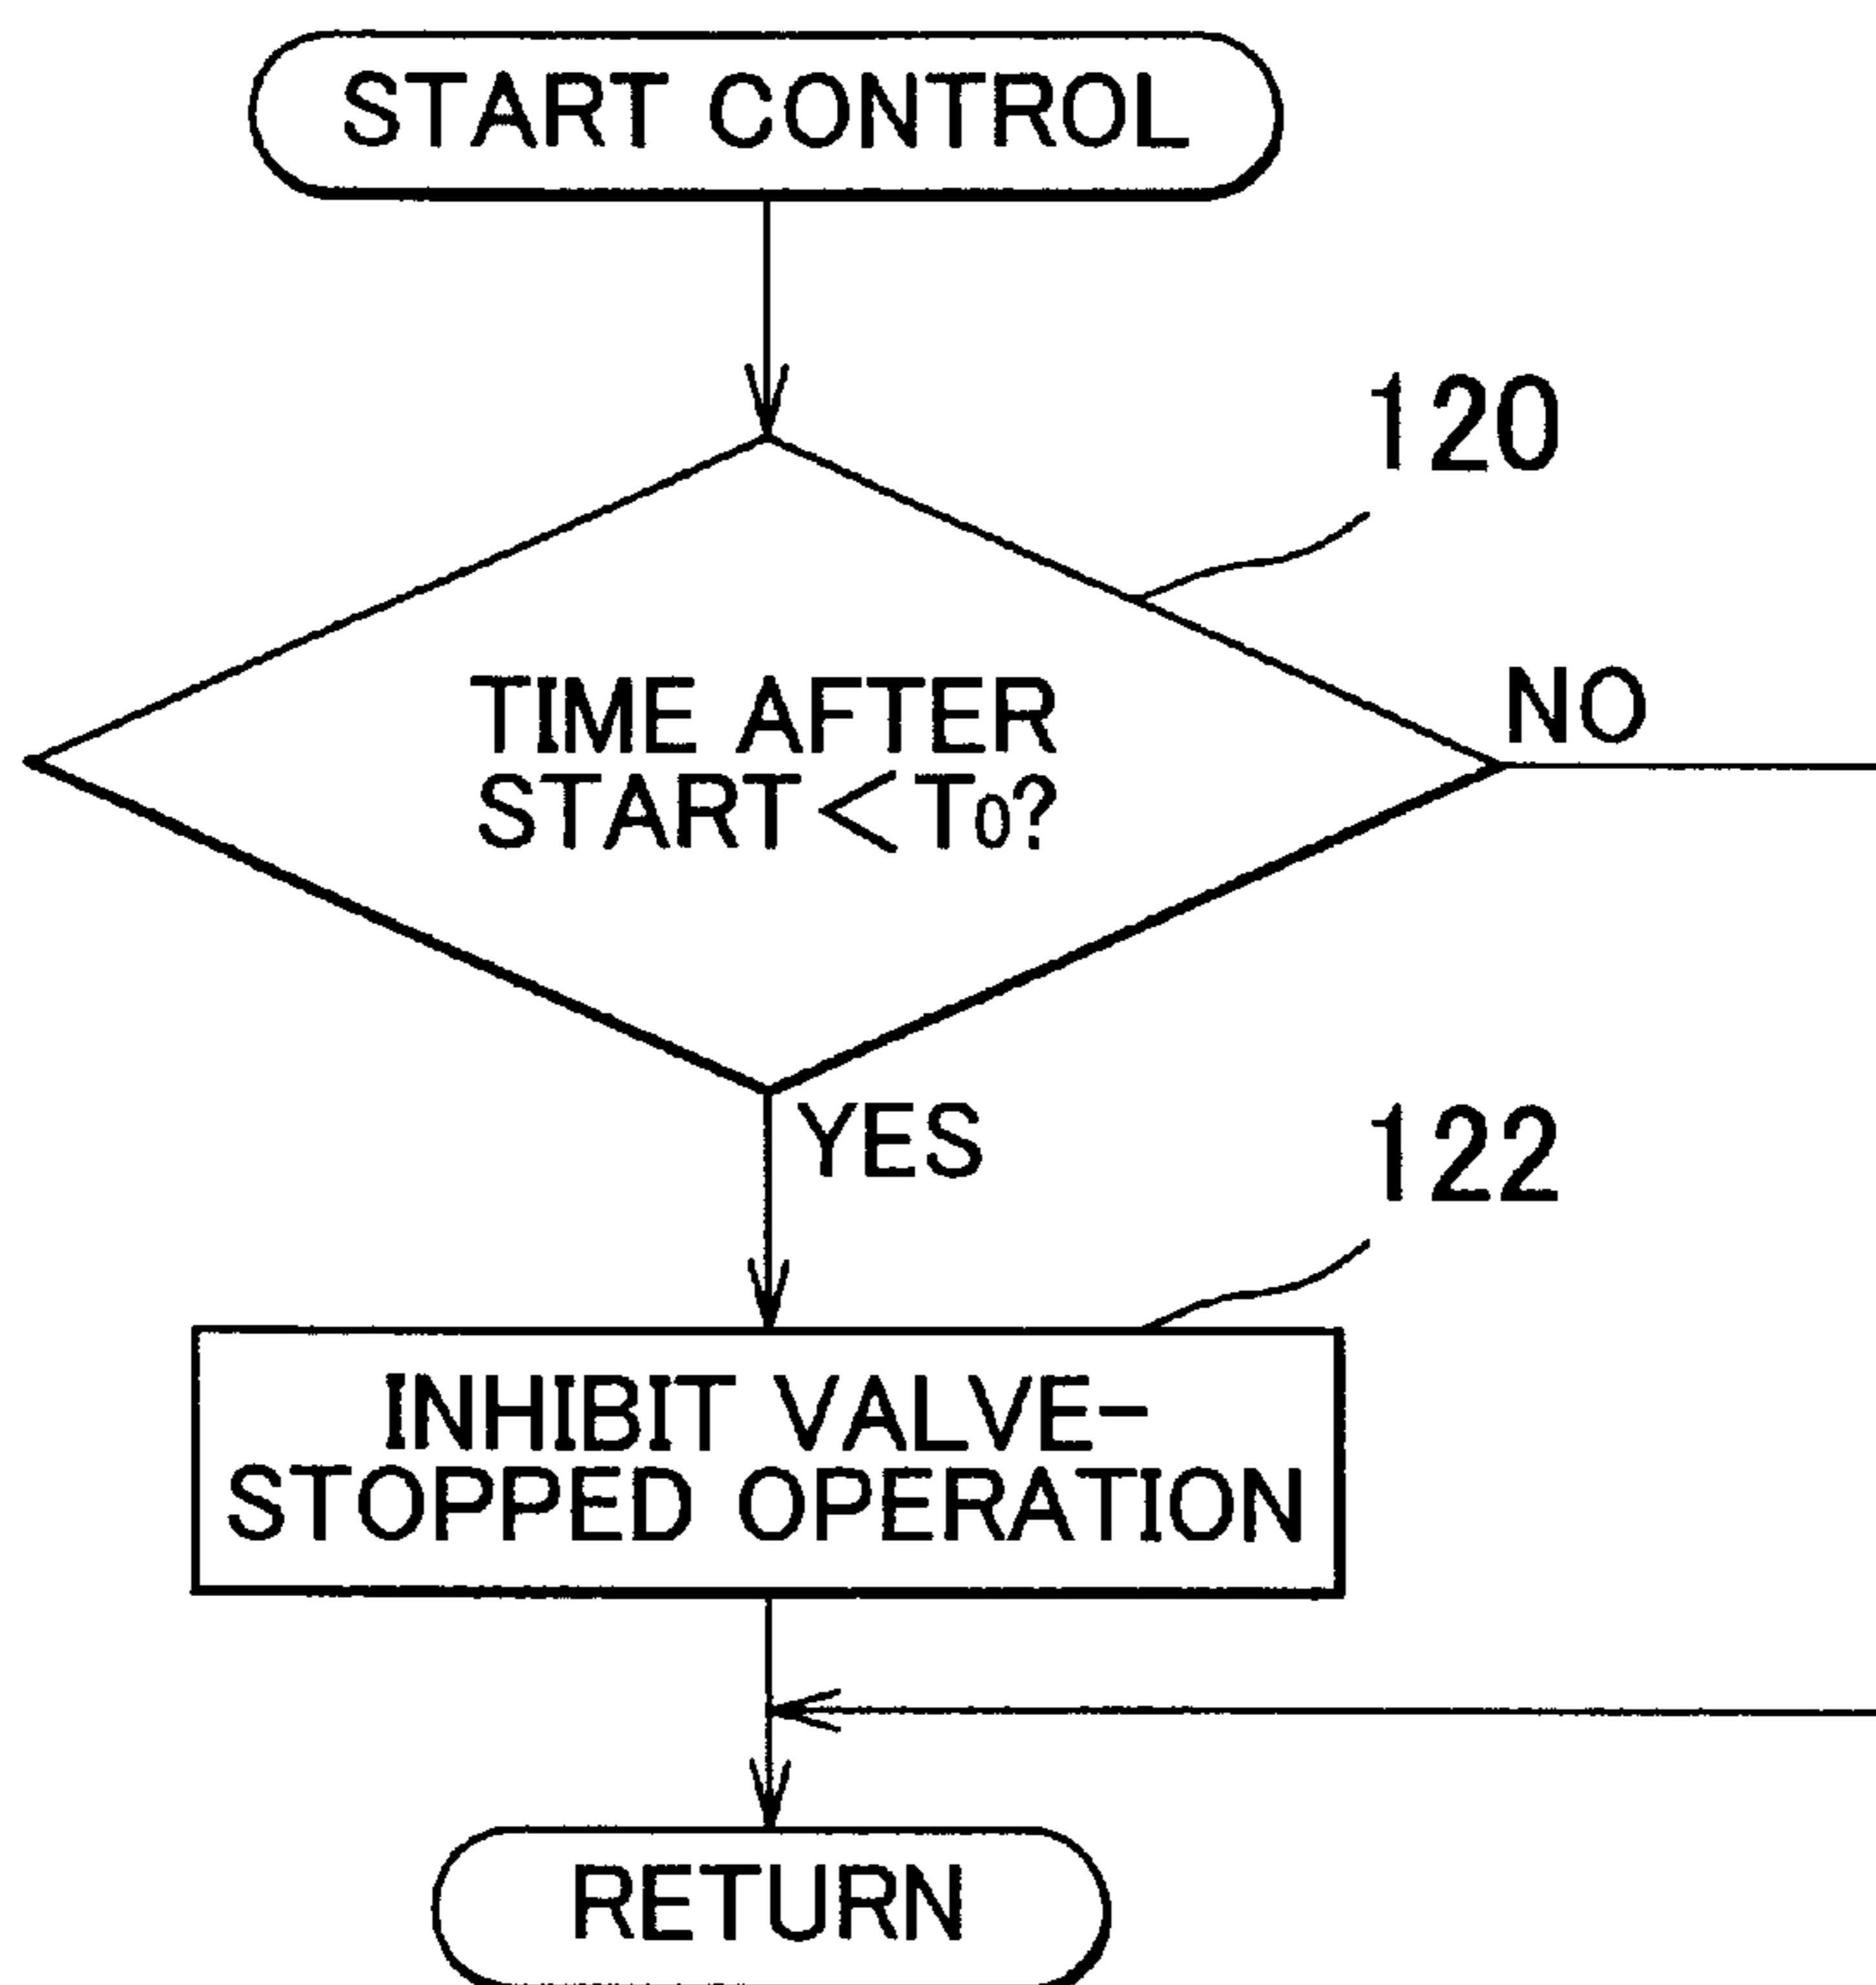 START CONTROL
120
TIME AFTER
START<T₀?
NO
YES
122
INHIBIT VALVE-
STOPPED OPERATION
RETURN